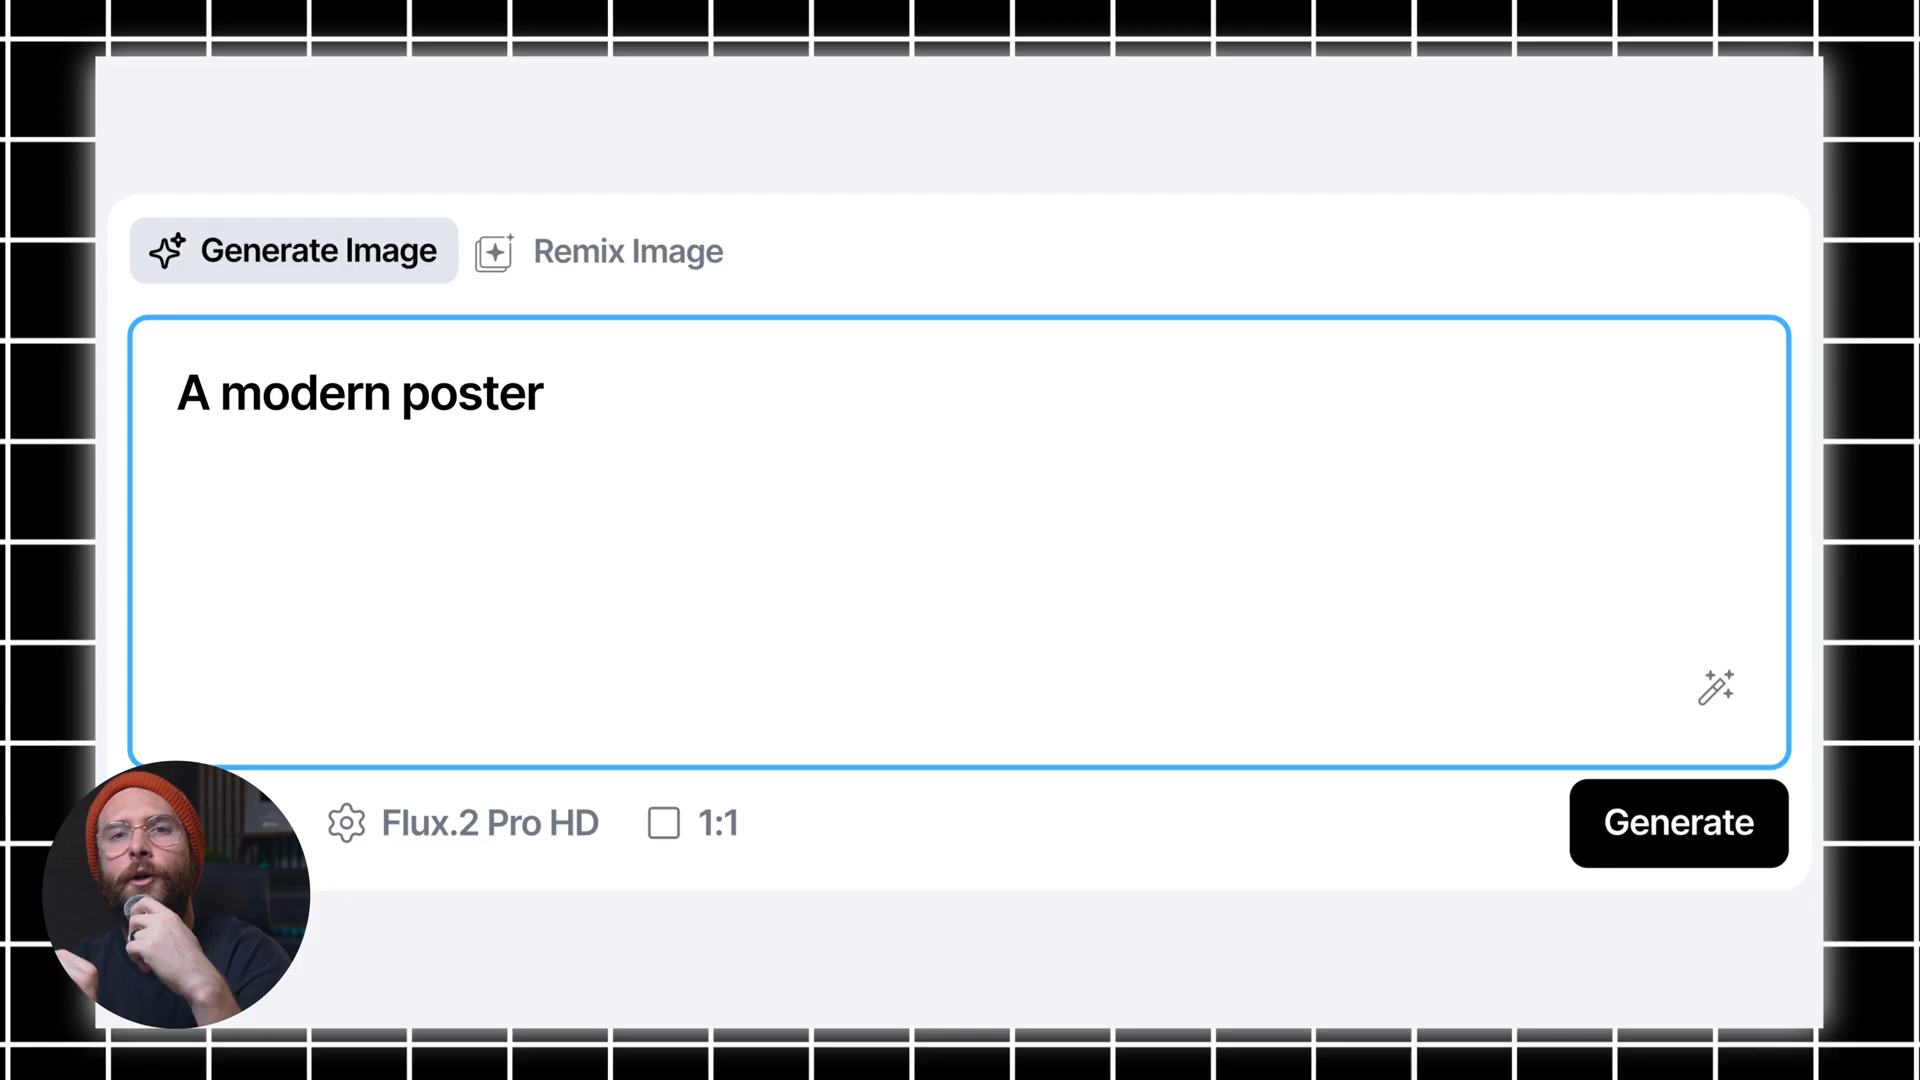 Generate Image
Remix Image
A modern poster
Flux.2 Pro HD
1:1
Generate